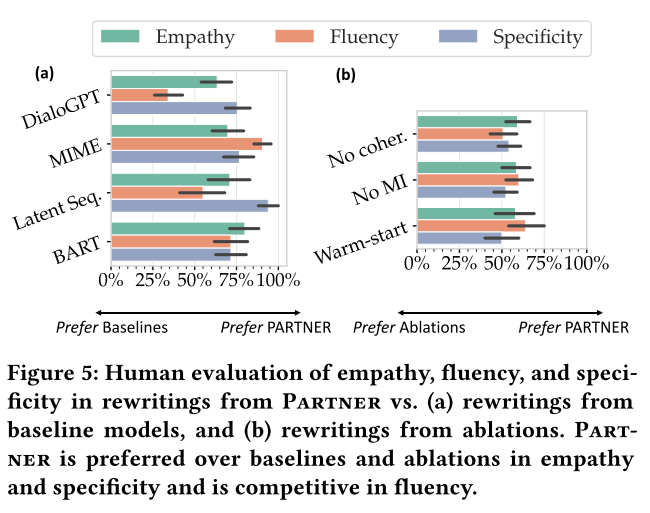 Empathy Fluency Specificity
(a)
(b)
DialoGPT
MIME
Latent Seq.
BART
0% 25% 50% 75% 100%
No coher.
No MI
Warm-start
0% 25% 50% 75% 100%
Prefer Baselines Prefer PARTNER
Prefer Ablations Prefer PARTNER
Figure 5: Human evaluation of empathy, fluency, and speci-
ficity in rewritings from PARTNER vs. (a) rewritings from
baseline models, and (b) rewritings from ablations. PART-
NER is preferred over baselines and ablations in empathy
and specificity and is competitive in fluency.